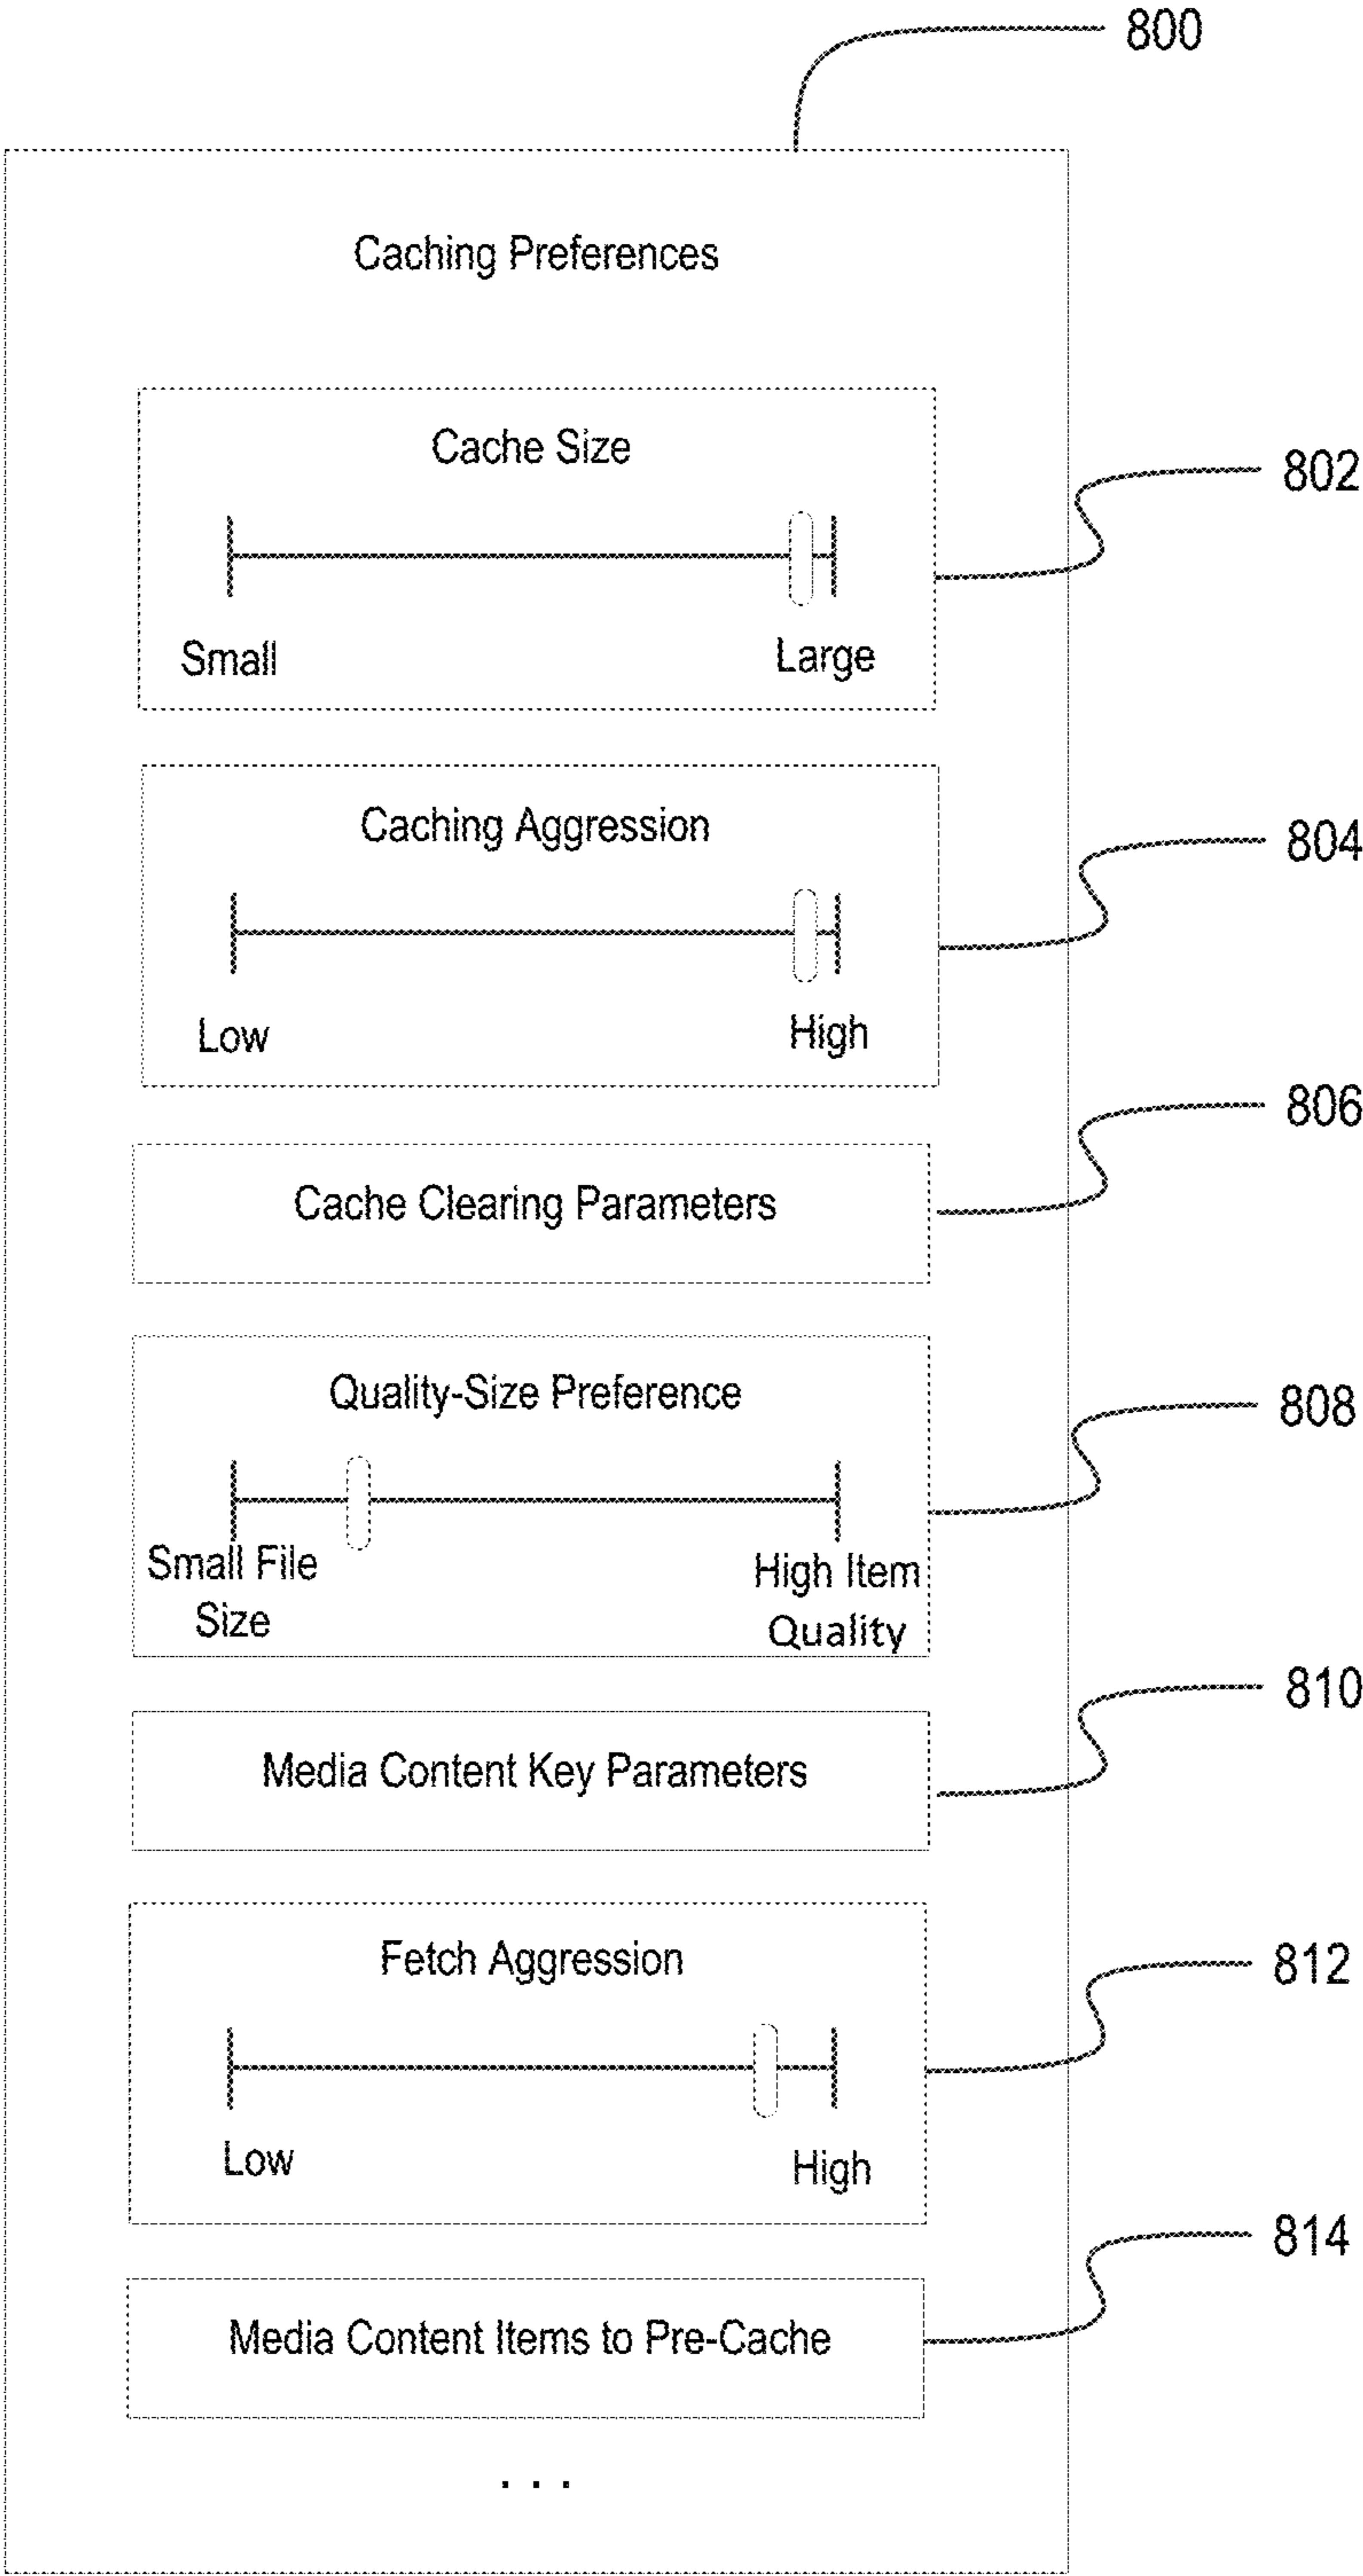 800
Caching Preferences
Cache Size
802
Small Large
Caching Aggression
804
Low High
806
Cache Clearing Parameters
Quality-Size Preference
808
Small File High Item
Size Quality
810
Media Content Key Parameters
Fetch Aggression
812
Low High
814
Media Content Items to Pre-Cache
...